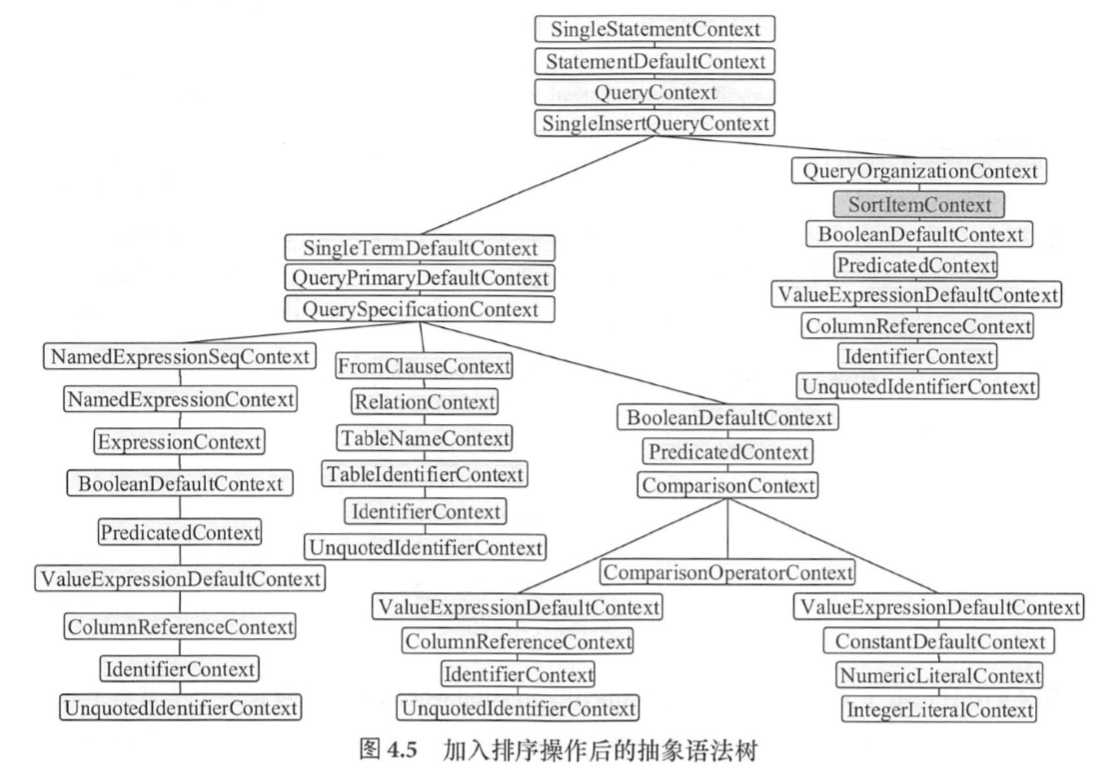 SingleStatementContext
StatementDefaultContext
QueryContext
SingleInsertQueryContext
QueryOrganizationContext
SortItemContext
BooleanDefaultContext
PredicatedContext
ValueExpressionDefaultContext
ColumnReferenceContext
IdentifierContext
UnquotedIdentifierContext
SingleTermDefaultContext
QueryPrimaryDefaultContext
QuerySpecificationContext
NamedExpressionSeqContext
NamedExpressionContext
ExpressionContext
BooleanDefaultContext
PredicatedContext
ValueExpressionDefaultContext
ColumnReferenceContext
IdentifierContext
UnquotedIdentifierContext
FromClauseContext
RelationContext
TableNameContext
TableIdentifierContext
IdentifierContext
UnquotedIdentifierContext
BooleanDefaultContext
PredicatedContext
ComparisonContext
ComparisonOperatorContext
ValueExpressionDefaultContext
ColumnReferenceContext
IdentifierContext
UnquotedIdentifierContext
ValueExpressionDefaultContext
ConstantDefaultContext
NumericLiteralContext
IntegerLiteralContext
图 4.5 加入排序操作后的抽象语法树